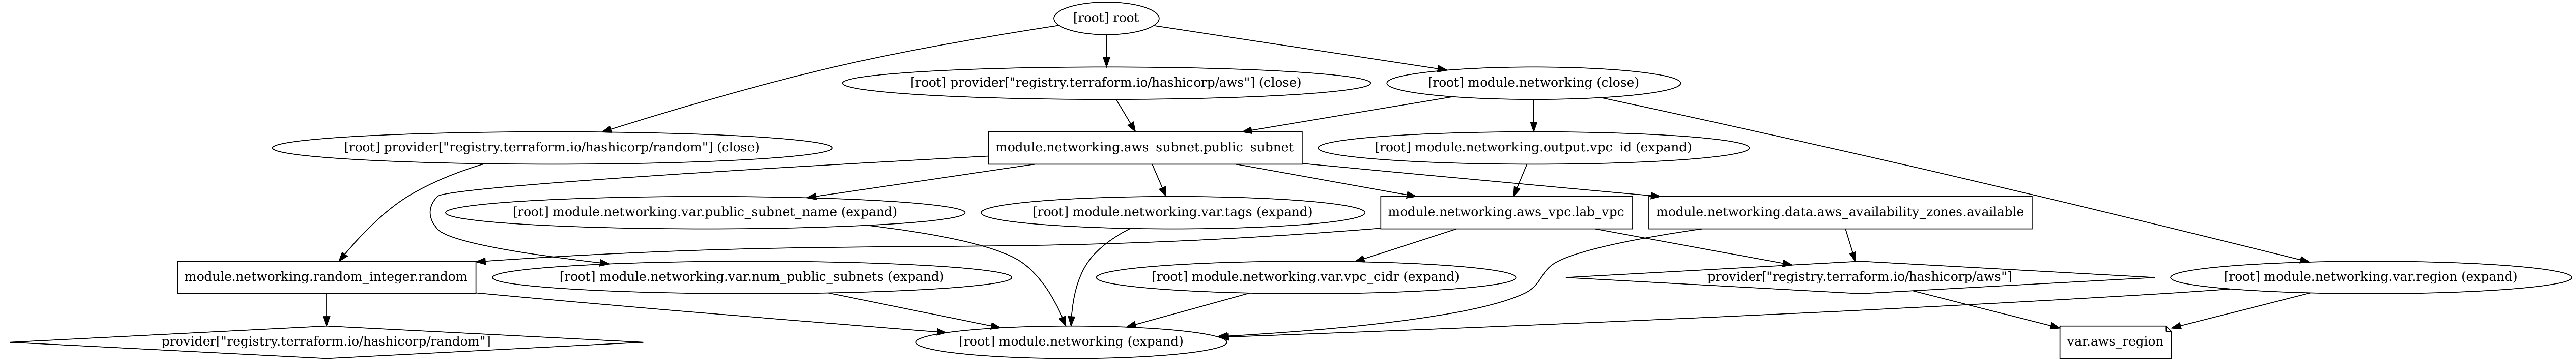 [root] root
[root] provider["registry.terraform.io/hashicorp/aws"] (close)
[root] module.networking (close)
[root] provider["registry.terraform.io/hashicorp/random"] (close)
module.networking.aws_subnet.public_subnet
[root] module.networking.output.vpc_id (expand)
[root] module.networking.var.public_subnet_name (expand)
[root] module.networking.var.tags (expand)
module.networking.aws_vpc.lab_vpc
module.networking.data.aws_availability_zones.available
module.networking.random_integer.random
[root] module.networking.var.num_public_subnets (expand)
[root] module.networking.var.vpc_cidr (expand)
provider["registry.terraform.io/hashicorp/aws"]
[root] module.networking.var.region (expand)
provider["registry.terraform.io/hashicorp/random"]
[root] module.networking (expand)
var.aws_region